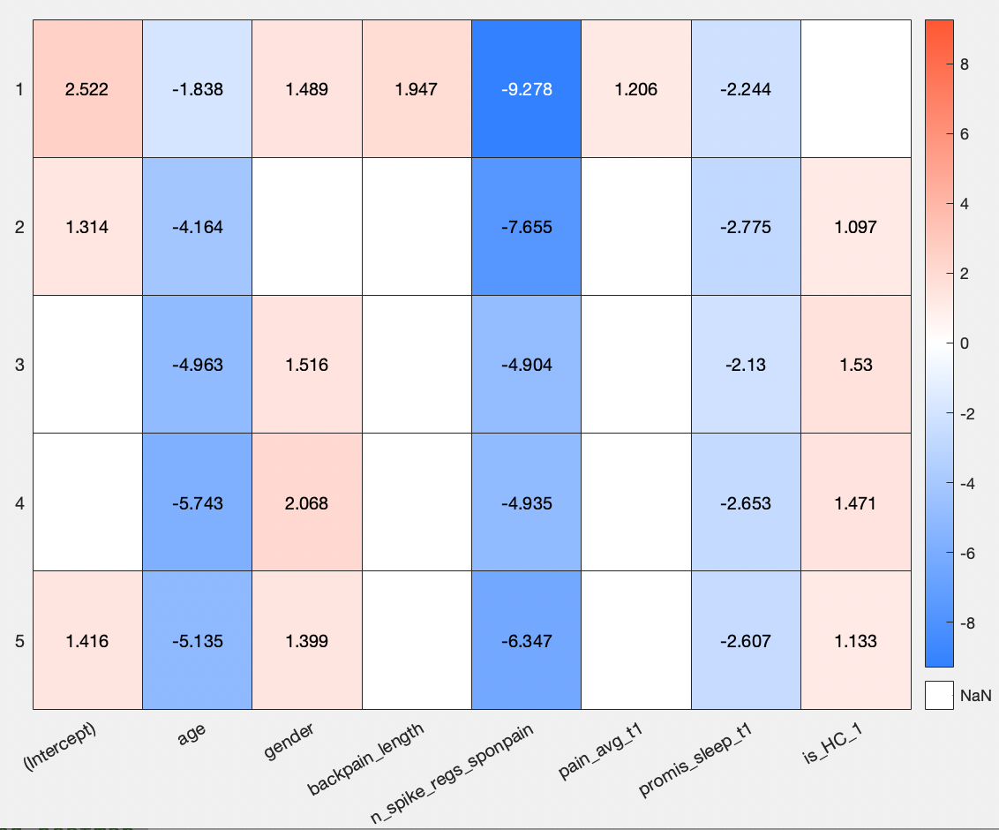 1 2.522 -1.838 1.489 1.947 -9.278 1.206 -2.244
2 1.314 -4.164 -7.655 -2.775 1.097
3 -4.963 1.516 -4.904 -2.13 1.53
4 -5.743 2.068 -4.935 -2.653 1.471
5 1.416 -5.135 1.399 -6.347 -2.607 1.133
(Intercept) age gender backpain_length n_spike_regs_sponpain pain_avg_t1 promis_sleep_t1 is_HC_1
8
6
4
2
0
-2
-4
-6
-8
NaN